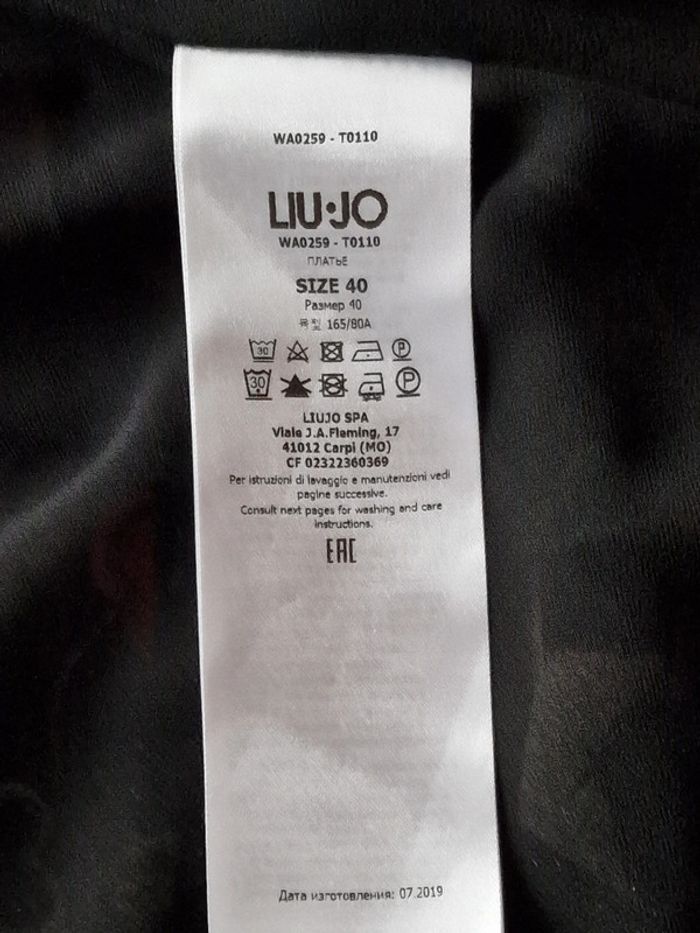 WA0259 - T0110
LIU·JO
WA0259 - T0110
ПЛАТЬЕ
SIZE 40
Размер 40
165/80A
30 P
30 P
LIUJO SPA
Viale J.A.Fleming, 17
41012 Carpi (MO)
CF 02322360369
Per istruzioni di lavaggio e manutenzioni vedi
pagine successive.
Consult next pages for washing and care
instructions.
EAC
Дата изготовления: 07.2019